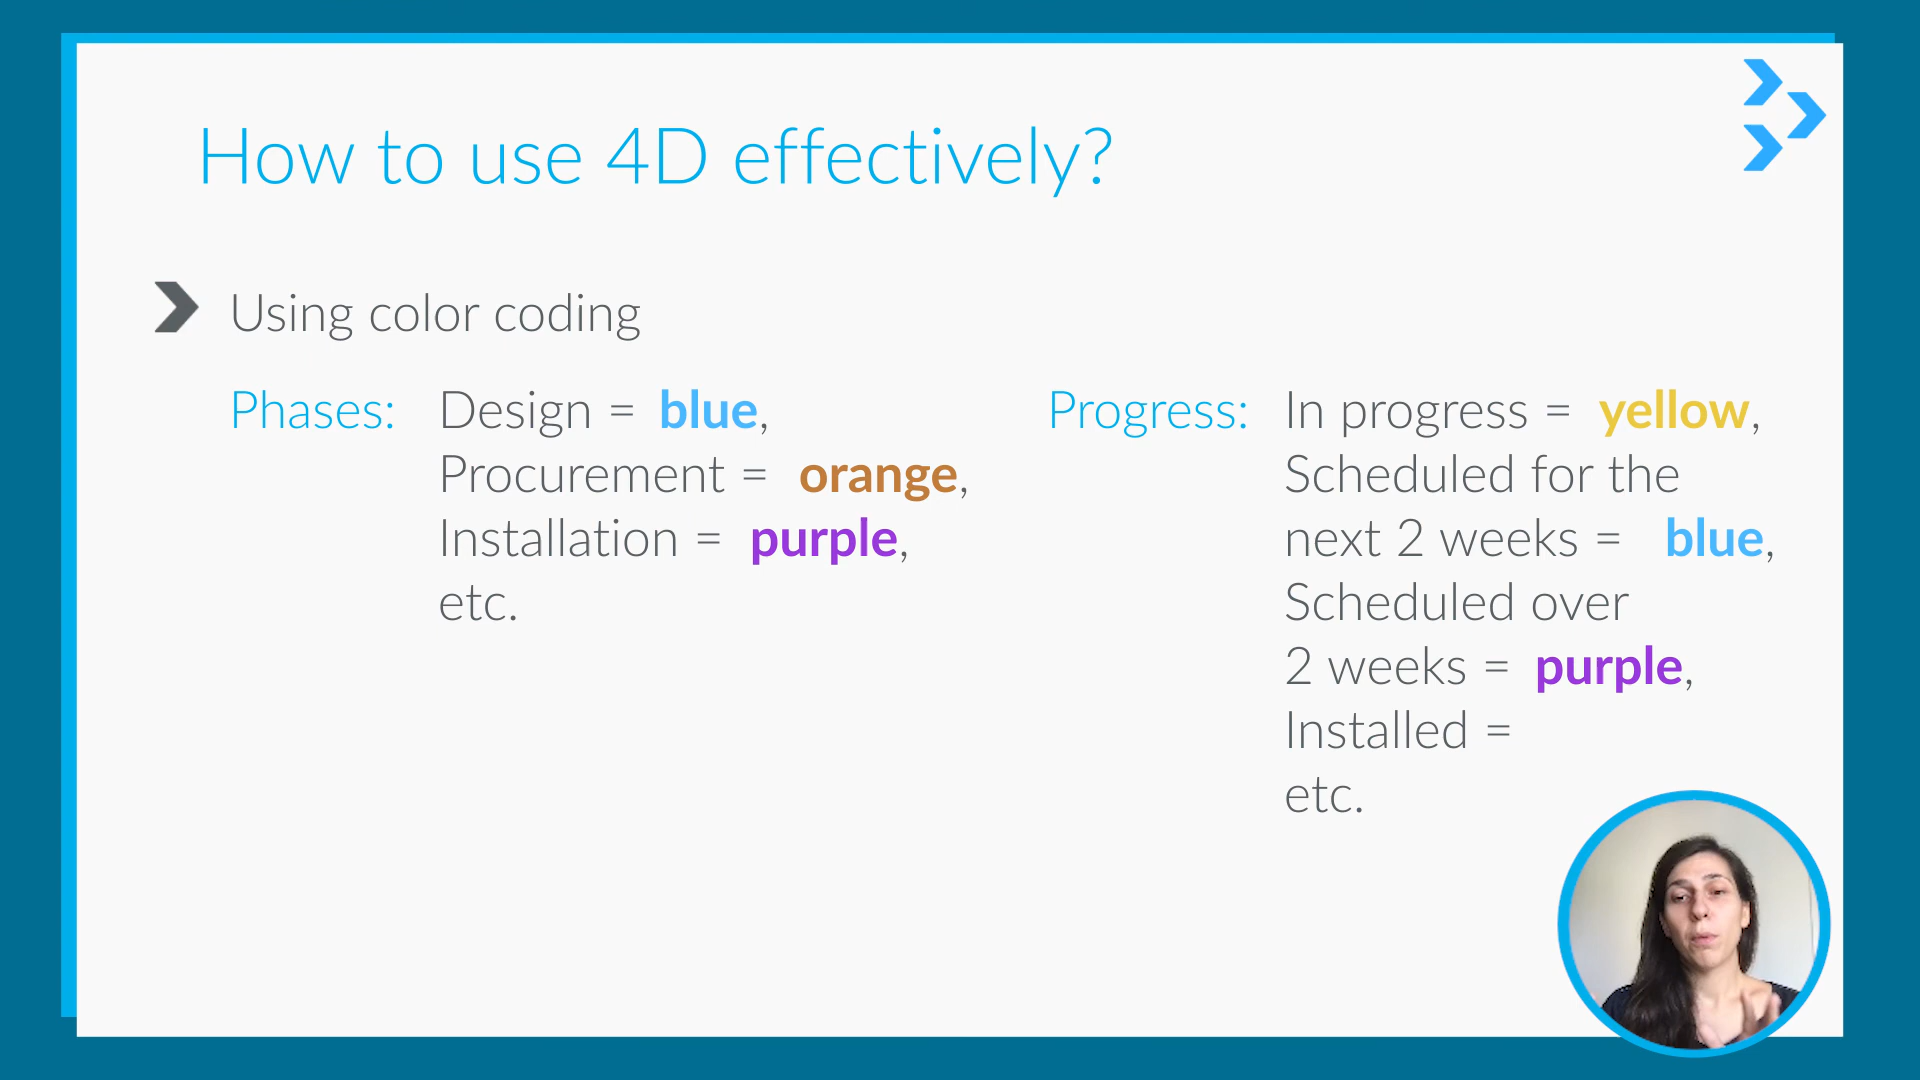 How to use 4D effectively?
Using color coding
Phases: Design = blue,
Procurement = orange,
Installation = purple,
etc.
Progress: In progress = yellow,
Scheduled for the
next 2 weeks = blue,
Scheduled over
2 weeks = purple,
Installed =
etc.